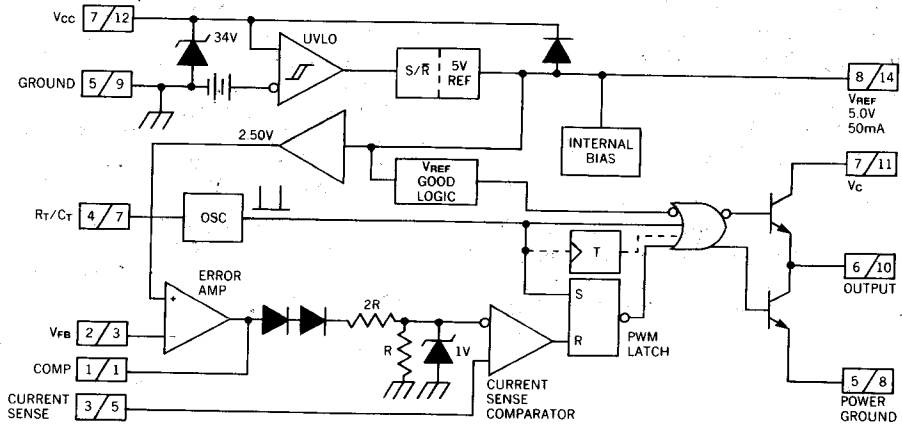 VCC 7/12
34V
UVLO
S/R̅ 5V REF
GROUND 5/9
8/14
VREF
5.0V
50mA
2.50V
INTERNAL
BIAS
VREF
GOOD
LOGIC
7/11
VC
RT/CT 4/7
OSC
T
6/10
OUTPUT
ERROR
AMP
+
−
2R
S
R
VFB 2/3
R
1V
PWM
LATCH
COMP 1/1
CURRENT
SENSE
COMPARATOR
5/8
POWER
GROUND
CURRENT
SENSE 3/5